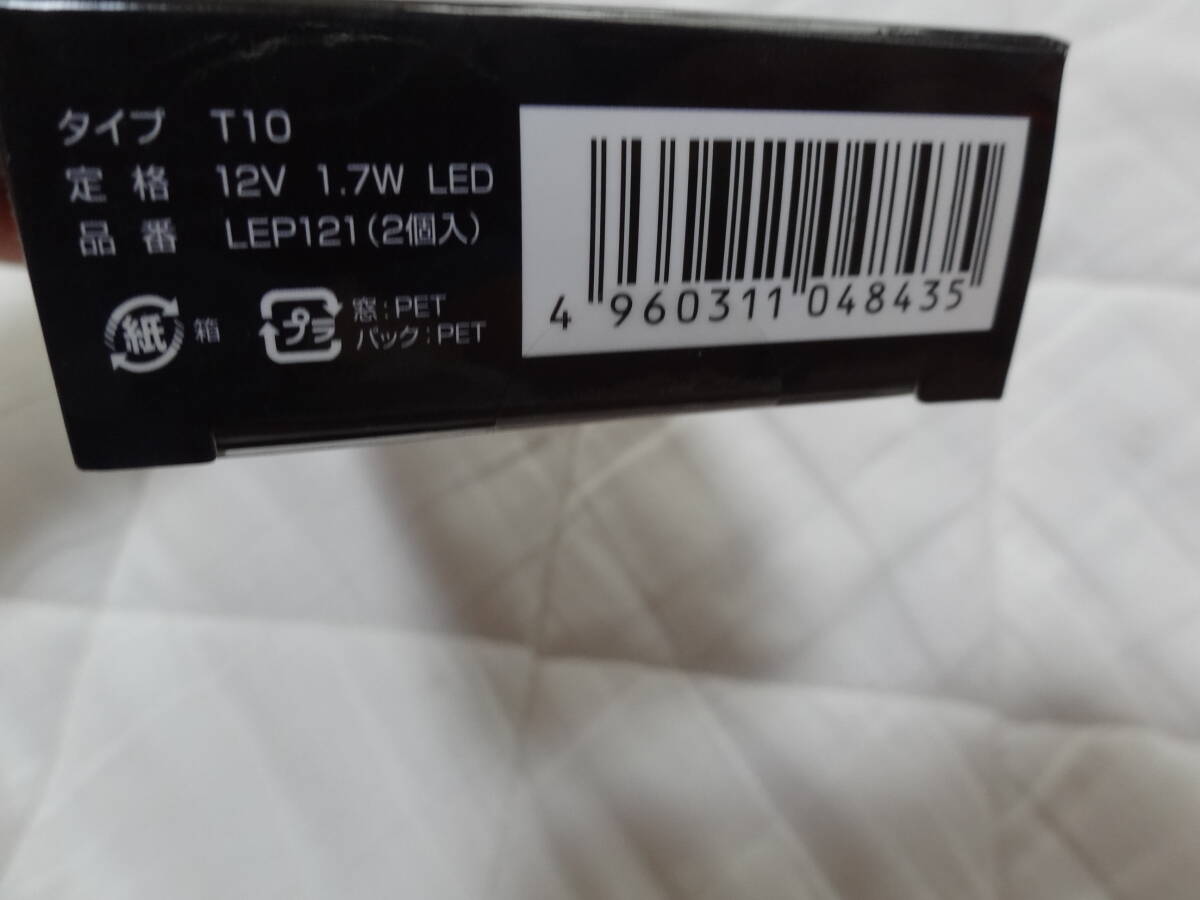 タイプ T10
定格 12V 1.7W LED
品番 LEP121(2個入)
紙 箱
プラ 窓:PET
パック:PET
4 960311 048435